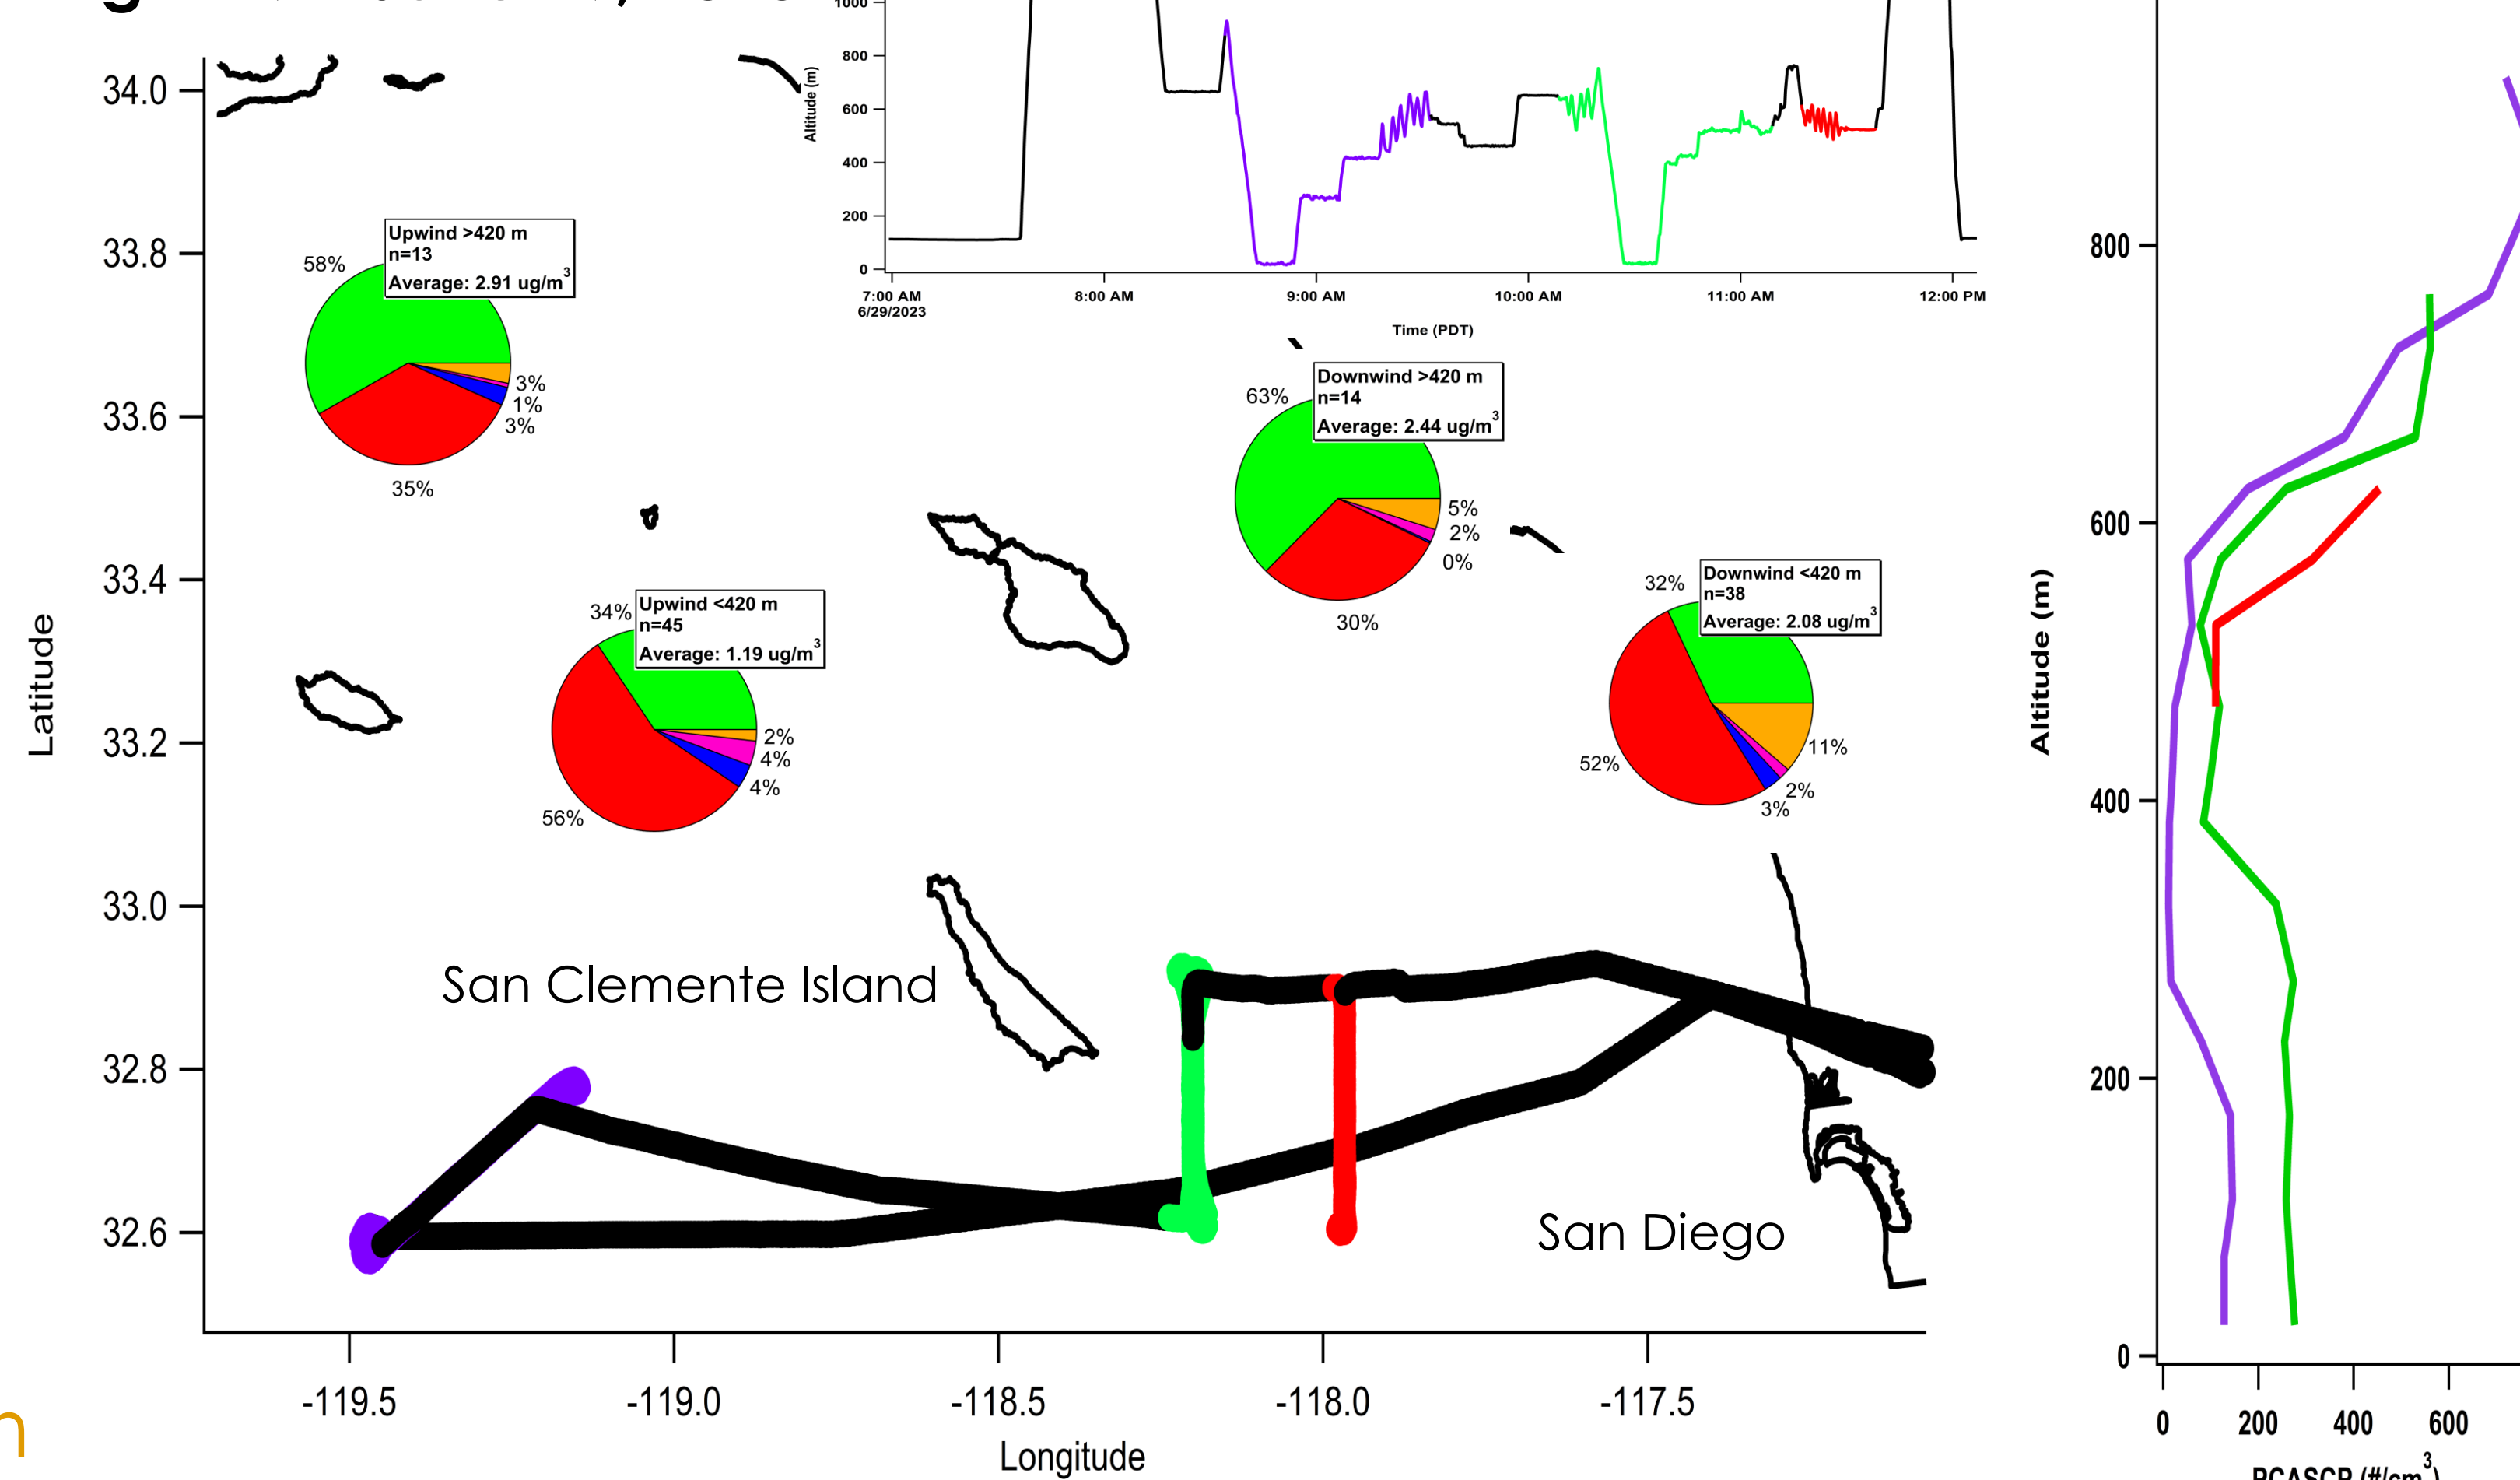 1000
800
600
400
200
0
Altitude (m)
7:00 AM
8:00 AM
9:00 AM
10:00 AM
11:00 AM
12:00 PM
6/29/2023
Time (PDT)
34.0
33.8
33.6
33.4
33.2
33.0
32.8
32.6
Latitude
Upwind >420 m
n=13
Average: 2.91 ug/m³
58%
3%
1%
3%
35%
Downwind >420 m
n=14
Average: 2.44 ug/m³
63%
5%
2%
0%
30%
Upwind <420 m
n=45
Average: 1.19 ug/m³
34%
2%
4%
4%
56%
Downwind <420 m
n=38
Average: 2.08 ug/m³
32%
11%
2%
3%
52%
San Clemente Island
San Diego
-119.5
-119.0
-118.5
-118.0
-117.5
Longitude
Altitude (m)
800
600
400
200
0
0
200
400
600
PCASCP (#/cm³)